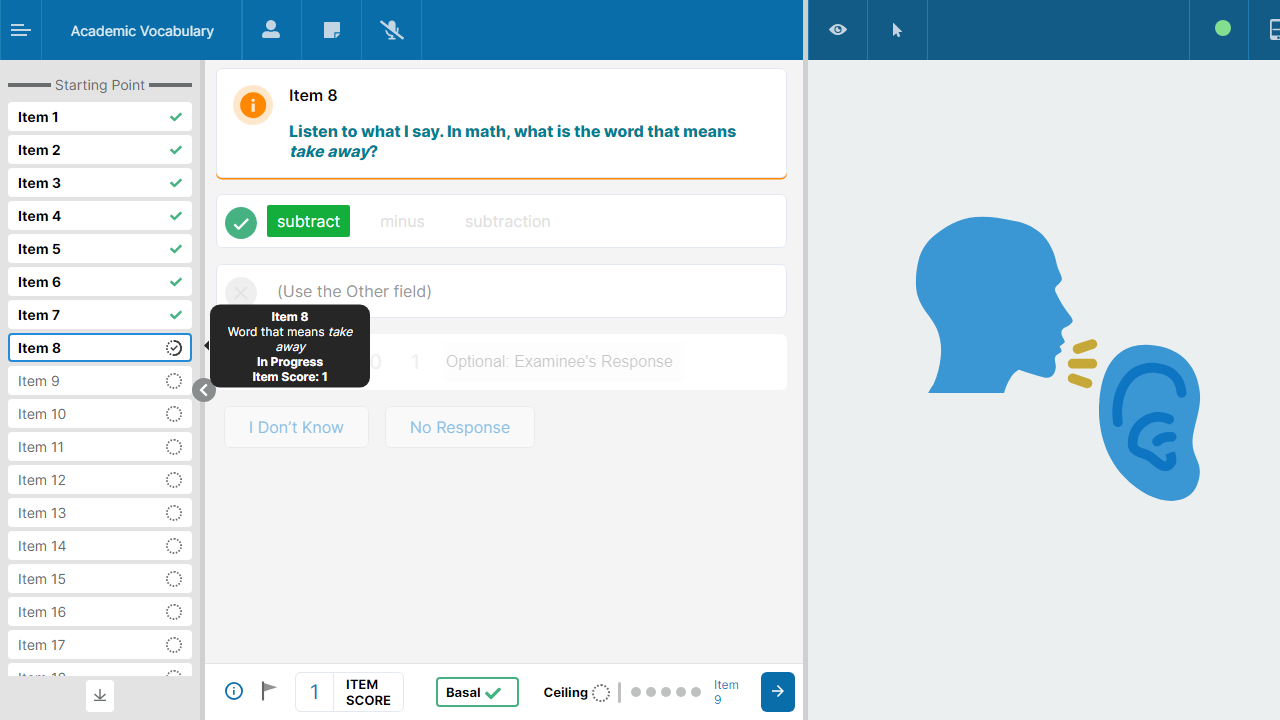 Academic Vocabulary
Starting Point
Item 1
Item 2
Item 3
Item 4
Item 5
Item 6
Item 7
Item 8
Item 9
Item 10
Item 11
Item 12
Item 13
Item 14
Item 15
Item 16
Item 17
Item 8
Listen to what I say. In math, what is the word that means
take away?
subtract minus subtraction
(Use the Other field)
Item 8
Word that means take
away
In Progress
Item Score: 1
0 1 Optional: Examinee's Response
I Don’t Know No Response
1 ITEM
SCORE
Basal
Ceiling
Item
9